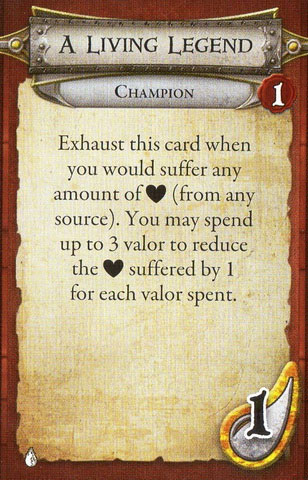 A Living Legend
Champion
1
Exhaust this card when
you would suffer any
amount of ♥ (from any
source). You may spend
up to 3 valor to reduce
the ♥ suffered by 1
for each valor spent.
1